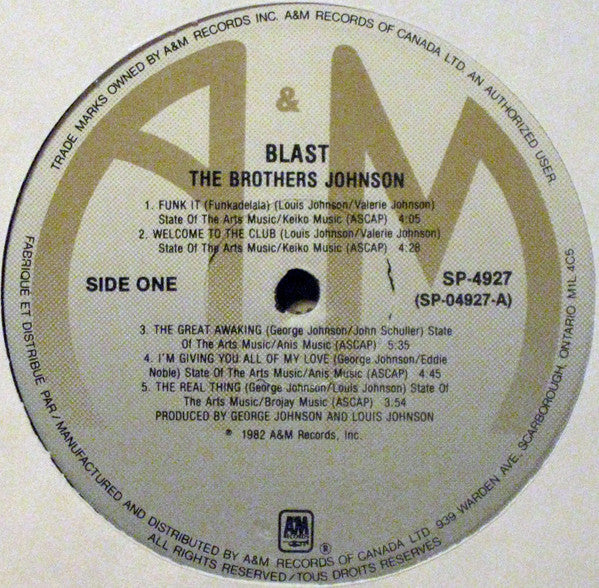 TRADE MARKS OWNED BY A&M RECORDS INC. A&M RECORDS OF CANADA LTD. AN AUTHORIZED USER.
A&M
BLAST
THE BROTHERS JOHNSON
1. FUNK IT (Funkadelala) (Louis Johnson/Valerie Johnson)
State Of The Arts Music/Keiko Music (ASCAP) 4:05
2. WELCOME TO THE CLUB (Louis Johnson/Valerie Johnson)
State Of The Arts Music/Keiko Music (ASCAP) 4:28
SIDE ONE
SP-4927
(SP-04927-A)
3. THE GREAT AWAKING (George Johnson/John Schuller) State
Of The Arts Music/Anis Music (ASCAP) 5:35
4. I'M GIVING YOU ALL OF MY LOVE (George Johnson/Eddie
Noble) State Of The Arts Music/Anis Music (ASCAP) 4:45
5. THE REAL THING (George Johnson/Louis Johnson) State Of
The Arts Music/Brojay Music (ASCAP) 3.54
PRODUCED BY GEORGE JOHNSON AND LOUIS JOHNSON
℗ 1982 A&M Records, Inc.
A&M
RECORDS
®
FABRIQUÉ ET DISTRIBUÉ PAR/MANUFACTURED AND DISTRIBUTED BY A&M RECORDS OF CANADA LTD. 939 WARDEN AVE. SCARBOROUGH, ONTARIO M1L 4C5
ALL RIGHTS RESERVED/TOUS DROITS RÉSERVÉS